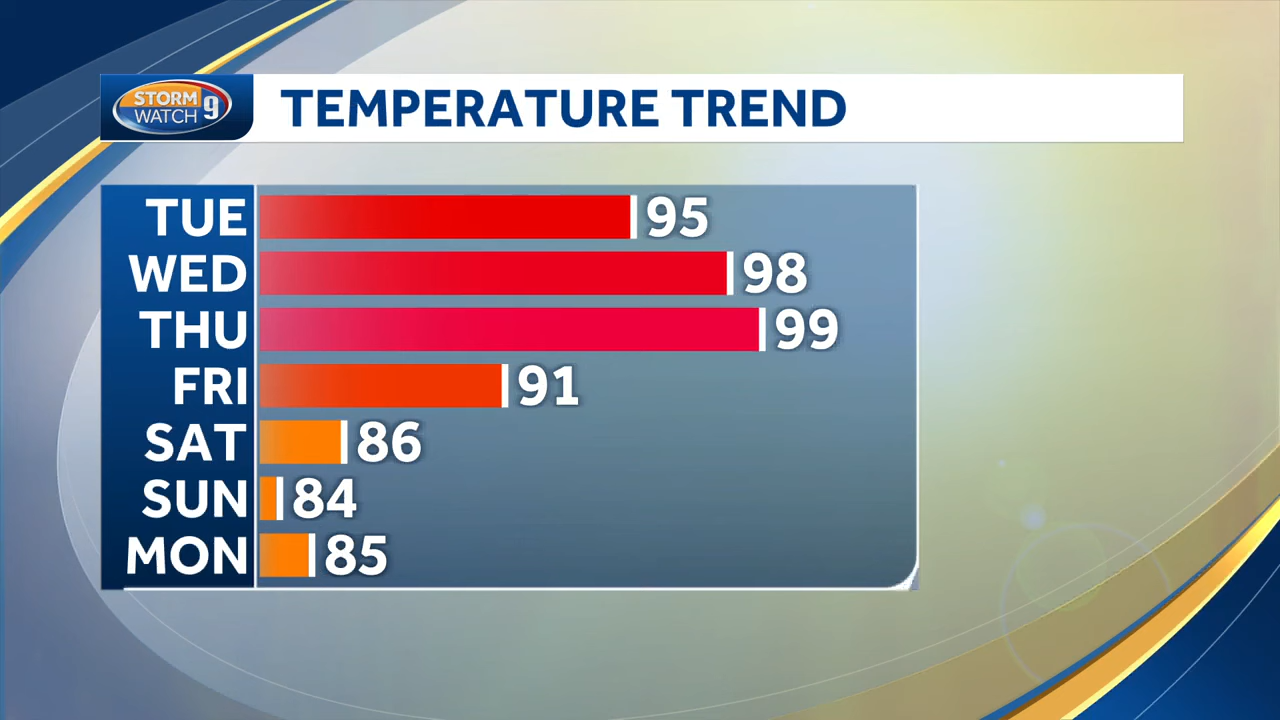 STORM
WATCH 9
TEMPERATURE TREND
TUE 95
WED 98
THU 99
FRI 91
SAT 86
SUN 84
MON 85